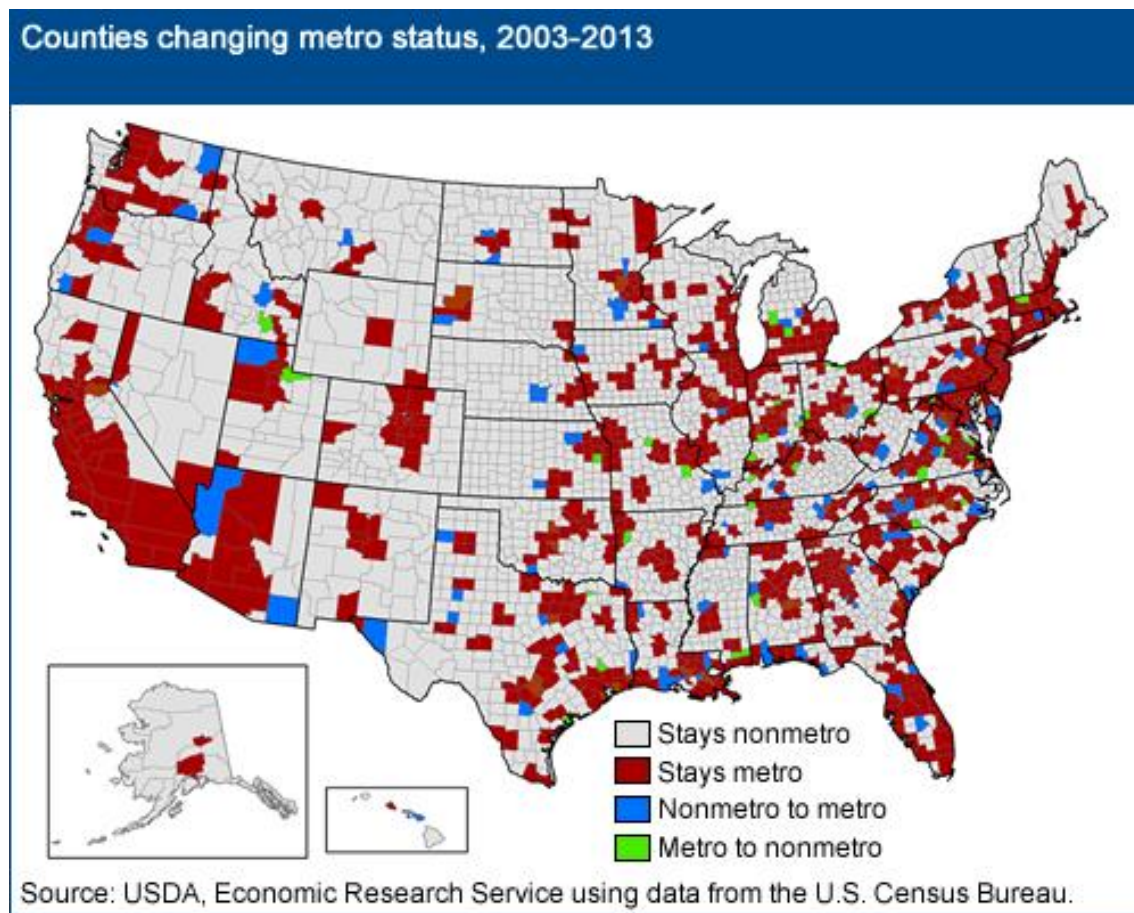 Counties changing metro status, 2003-2013
Stays nonmetro
Stays metro
Nonmetro to metro
Metro to nonmetro
Source: USDA, Economic Research Service using data from the U.S. Census Bureau.